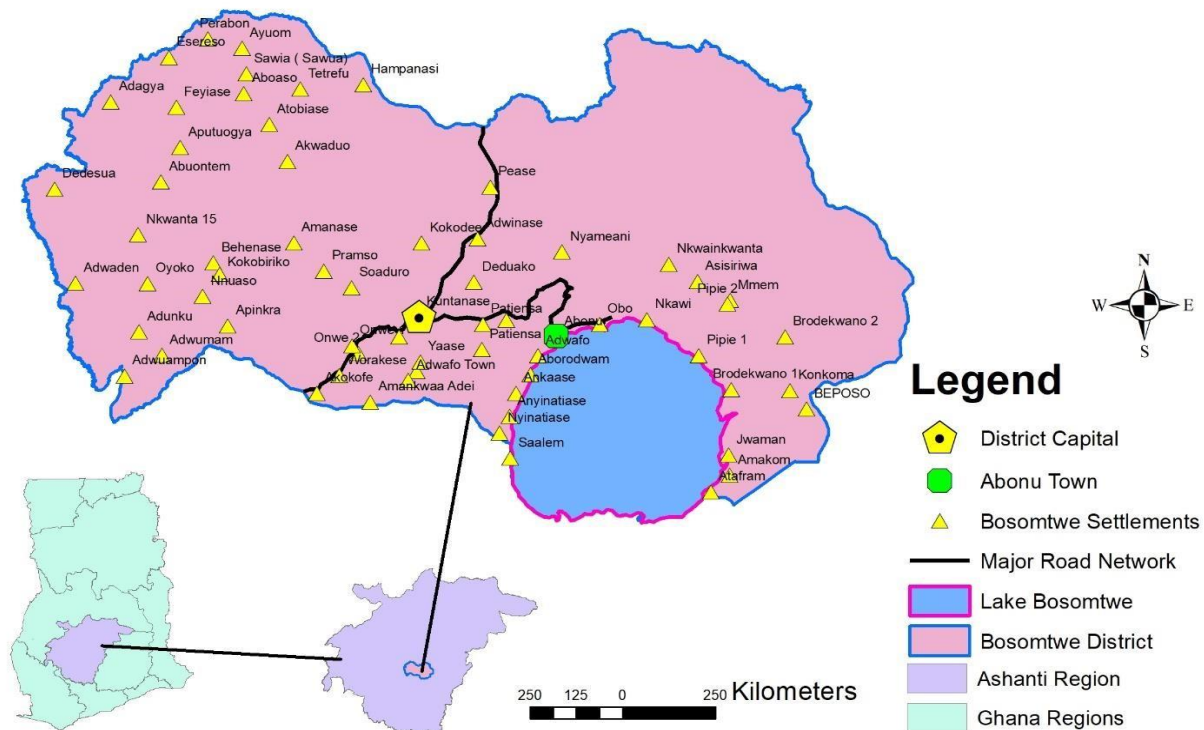 Perabon
Esereso
Ayuom
Sawia ( Sawua)
Aboaso
Tetrefu
Hampanasi
Adagya
Feyiase
Atobiase
Aputuogya
Akwaduo
Abuontem
Dedesua
Pease
Nkwanta 15
Amanase
Kokodee
Adwinase
Behenase
Kokobiriko
Pramso
Nyameani
Nkwainkwanta
Adwaden
Oyoko
Nnuaso
Soaduro
Deduako
Asisiriwa
Pipie 2
Mmem
Adunku
Apinkra
Kuntanase
Patiensa
Abonu
Obo
Nkawi
Brodekwano 2
Adwumam
Onwe 2
Yaase
Patiensa
Adwafo
Pipie 1
Adwuampon
Worakese
Adwafo Town
Aborodwam
Akokofe
Amankwaa Adei
Ankaase
Brodekwano 1
Konkoma
Anyinatiase
BEPOSO
Nyinatiase
Saalem
Jwaman
Amakom
Atafram
N
W
E
S
Legend
District Capital
Abonu Town
Bosomtwe Settlements
Major Road Network
Lake Bosomtwe
Bosomtwe District
Ashanti Region
Ghana Regions
250 125 0 250 Kilometers